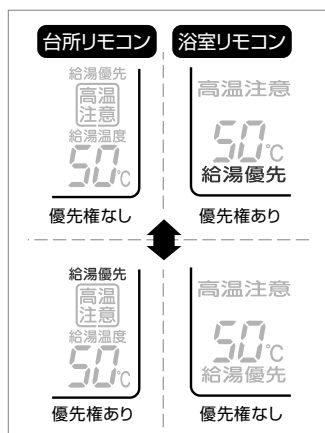 台所リモコン
浴室リモコン
給湯優先
高温
注意
給湯温度
50℃
優先権なし
高温注意
50℃
給湯優先
優先権あり
給湯優先
高温
注意
給湯温度
50℃
優先権あり
高温注意
50℃
給湯優先
優先権なし